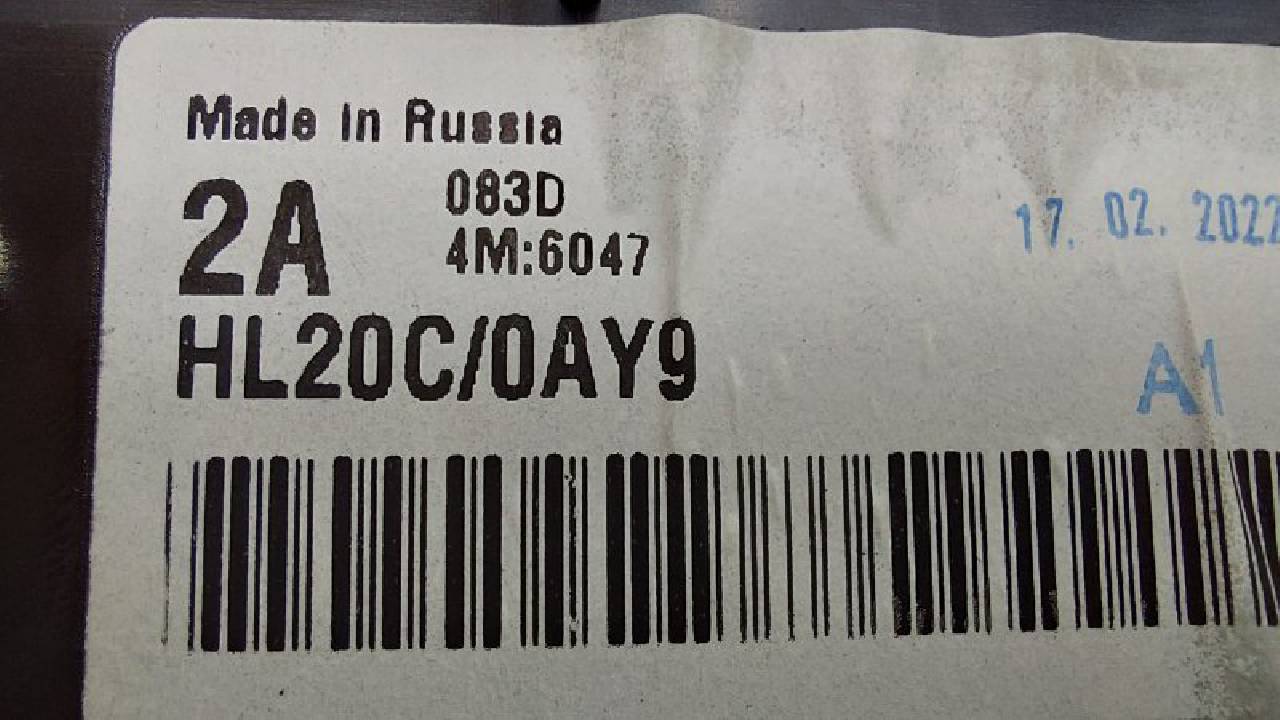 Made in Russia
2A
083D
4M:6047
17. 02. 2022
HL20C/0AY9
A1